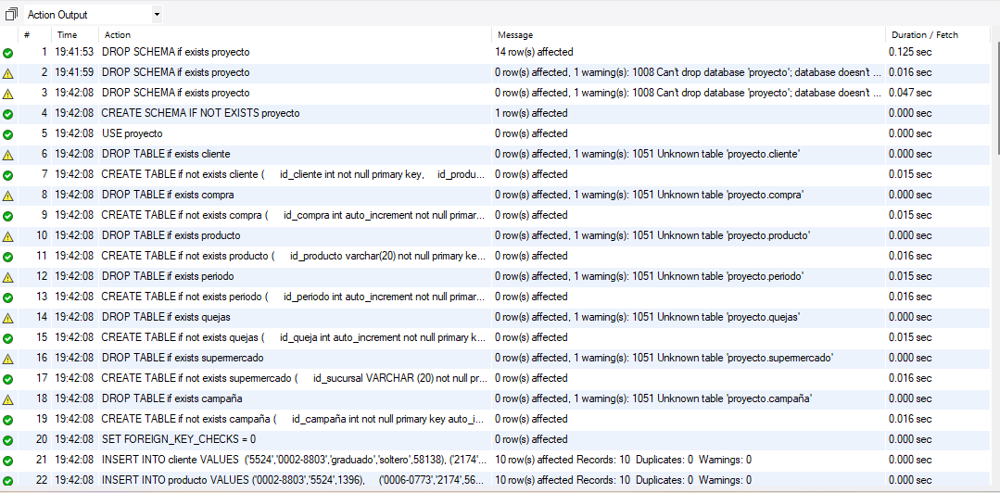 Action Output
# Time Action Message Duration / Fetch
1 19:41:53 DROP SCHEMA if exists proyecto 14 row(s) affected 0.125 sec
2 19:41:59 DROP SCHEMA if exists proyecto 0 row(s) affected, 1 warning(s): 1008 Can't drop database 'proyecto'; database doesn't ... 0.016 sec
3 19:42:08 DROP SCHEMA if exists proyecto 0 row(s) affected, 1 warning(s): 1008 Can't drop database 'proyecto'; database doesn't ... 0.047 sec
4 19:42:08 CREATE SCHEMA IF NOT EXISTS proyecto 1 row(s) affected 0.000 sec
5 19:42:08 USE proyecto 0 row(s) affected 0.000 sec
6 19:42:08 DROP TABLE if exists cliente 0 row(s) affected, 1 warning(s): 1051 Unknown table 'proyecto.cliente' 0.000 sec
7 19:42:08 CREATE TABLE if not exists cliente ( id_cliente int not null primary key, id_produ... 0 row(s) affected 0.015 sec
8 19:42:08 DROP TABLE if exists compra 0 row(s) affected, 1 warning(s): 1051 Unknown table 'proyecto.compra' 0.000 sec
9 19:42:08 CREATE TABLE if not exists compra ( id_compra int auto_increment not null primar... 0 row(s) affected 0.015 sec
10 19:42:08 DROP TABLE if exists producto 0 row(s) affected, 1 warning(s): 1051 Unknown table 'proyecto.producto' 0.000 sec
11 19:42:08 CREATE TABLE if not exists producto ( id_producto varchar(20) not null primary ke... 0 row(s) affected 0.016 sec
12 19:42:08 DROP TABLE if exists periodo 0 row(s) affected, 1 warning(s): 1051 Unknown table 'proyecto.periodo' 0.015 sec
13 19:42:08 CREATE TABLE if not exists periodo ( id_periodo int auto_increment not null primar... 0 row(s) affected 0.016 sec
14 19:42:08 DROP TABLE if exists quejas 0 row(s) affected, 1 warning(s): 1051 Unknown table 'proyecto.quejas' 0.000 sec
15 19:42:08 CREATE TABLE if not exists quejas ( id_queja int auto_increment not null primary k... 0 row(s) affected 0.015 sec
16 19:42:08 DROP TABLE if exists supermercado 0 row(s) affected, 1 warning(s): 1051 Unknown table 'proyecto.supermercado' 0.000 sec
17 19:42:08 CREATE TABLE if not exists supermercado ( id_sucursal VARCHAR (20) not null pr... 0 row(s) affected 0.016 sec
18 19:42:08 DROP TABLE if exists campaña 0 row(s) affected, 1 warning(s): 1051 Unknown table 'proyecto.campaña' 0.000 sec
19 19:42:08 CREATE TABLE if not exists campaña ( id_campaña int not null primary key auto_i... 0 row(s) affected 0.016 sec
20 19:42:08 SET FOREIGN_KEY_CHECKS = 0 0 row(s) affected 0.000 sec
21 19:42:08 INSERT INTO cliente VALUES ('5524','0002-8803','graduado','soltero',58138), ('2174'... 10 row(s) affected Records: 10 Duplicates: 0 Warnings: 0 0.000 sec
22 19:42:08 INSERT INTO producto VALUES ('0002-8803','5524',1396), ('0006-0773','2174',56... 10 row(s) affected Records: 10 Duplicates: 0 Warnings: 0 0.000 sec